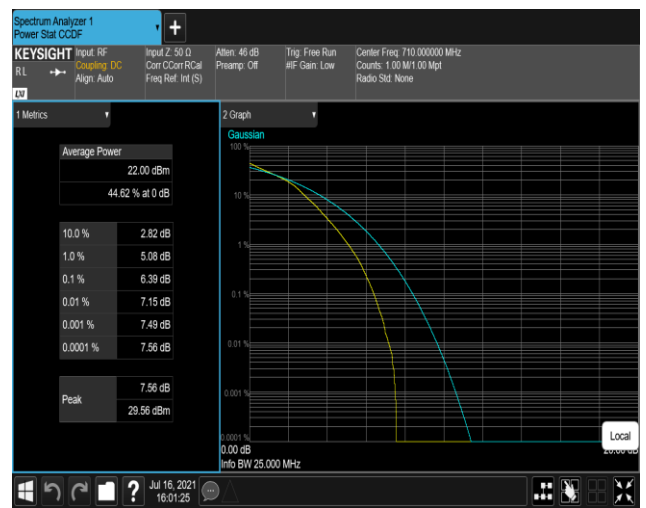 Spectrum Analyzer 1
Power Stat CCDF
+
KEYSIGHT Input: RF Input Z: 50 Ω Atten: 46 dB Trig: Free Run Center Freq: 710.000000 MHz
RL Coupling: DC Corr CCorr RCal Preamp: Off #IF Gain: Low Counts: 1.00 M/1.00 Mpt
Align: Auto Freq Ref: Int (S) Radio Std: None
1 Metrics 2 Graph
Gaussian
Average Power
22.00 dBm
44.62 % at 0 dB
10.0 % 2.82 dB
1.0 % 5.08 dB
0.1 % 6.39 dB
0.01 % 7.15 dB
0.001 % 7.49 dB
0.0001 % 7.56 dB
Peak 7.56 dB
29.56 dBm
100 %
10 %
1 %
0.1 %
0.01 %
0.001 %
0.0001 %
0.00 dB
Info BW 25.000 MHz
Local
? Jul 16, 2021
16:01:25